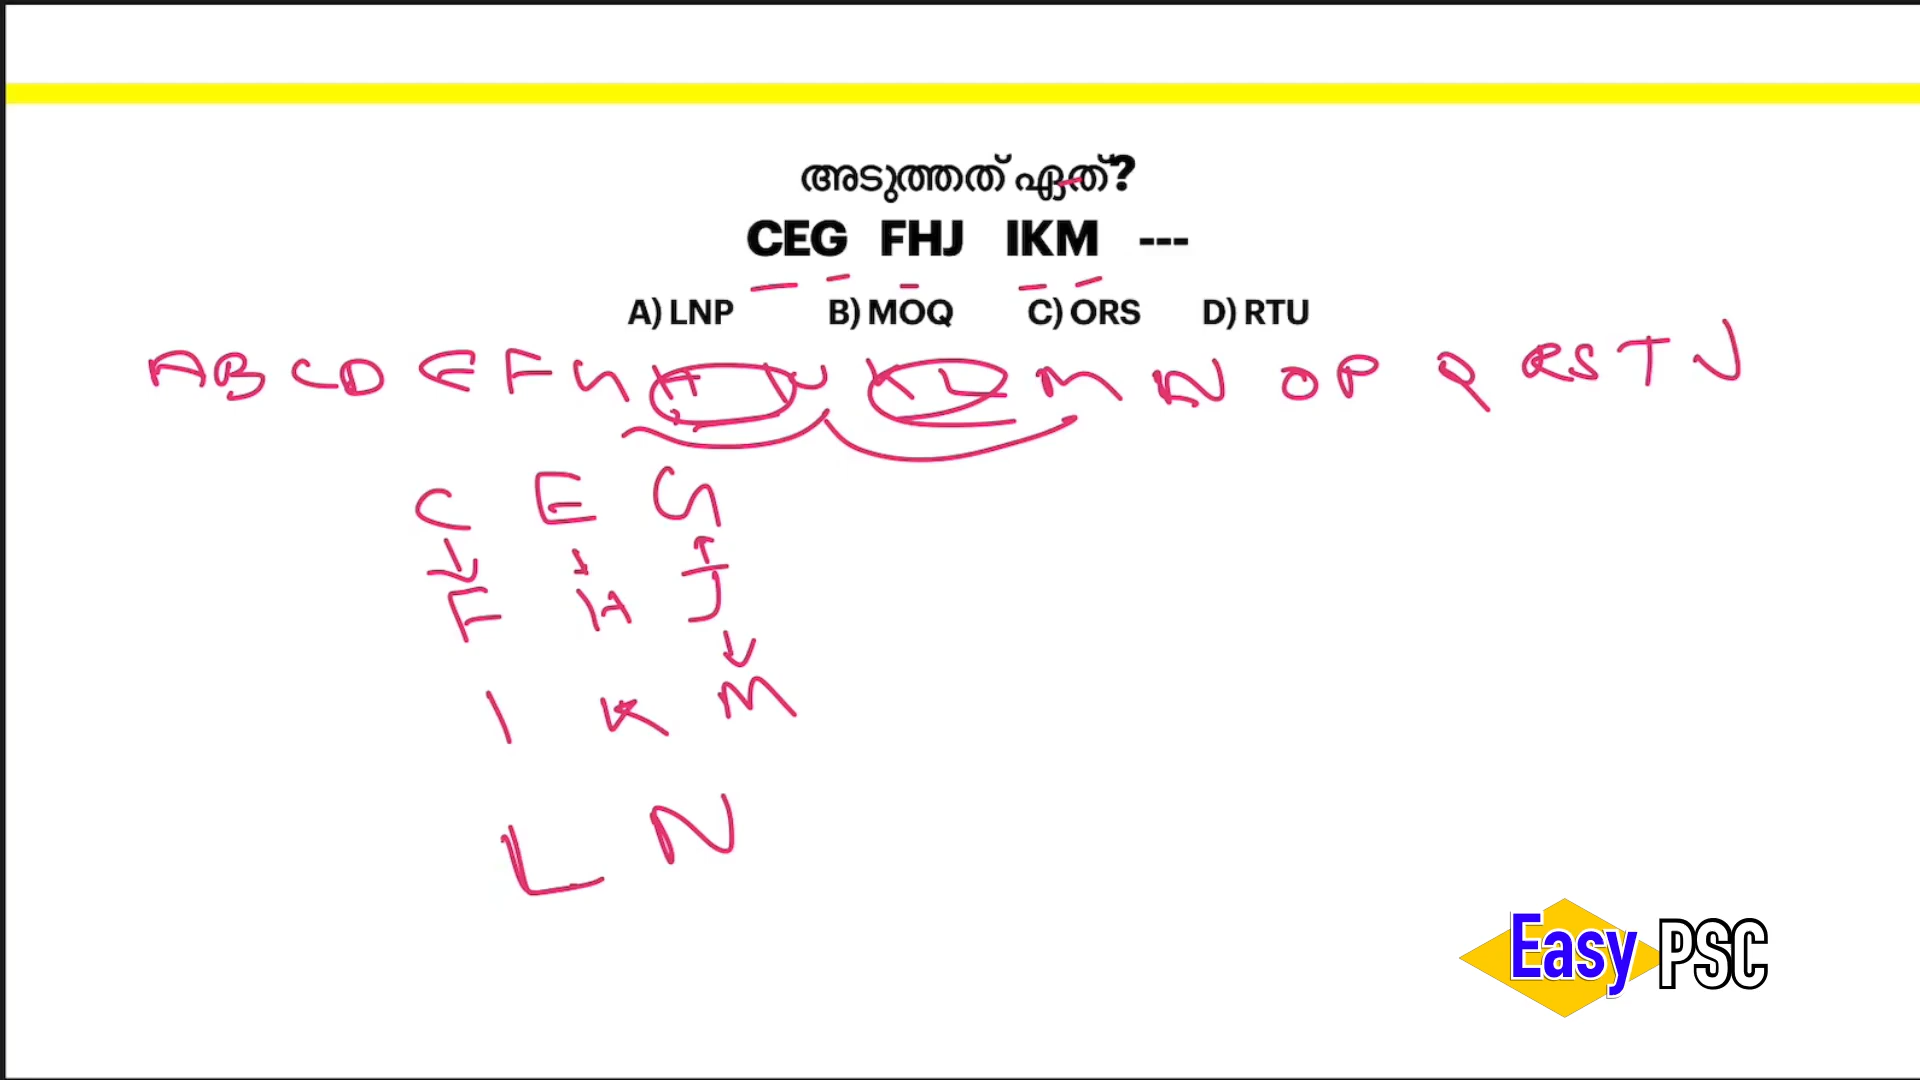 അടുത്തത് ഏത്?
CEG FHJ IKM ---
A) LNP B) MOQ C) ORS D) RTU
A B C D E F G H I J K L M N O P Q R S T U
C E G
F H J
I K M
L N
Easy PSC